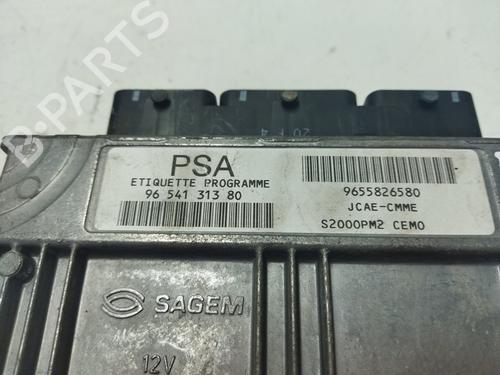 B-PARTS
PSA
ETIQUETTE PROGRAMME
96 541 313 80
9655826580
JCAE-CMME
S2000PM2 CEMO
SAGEM
12V